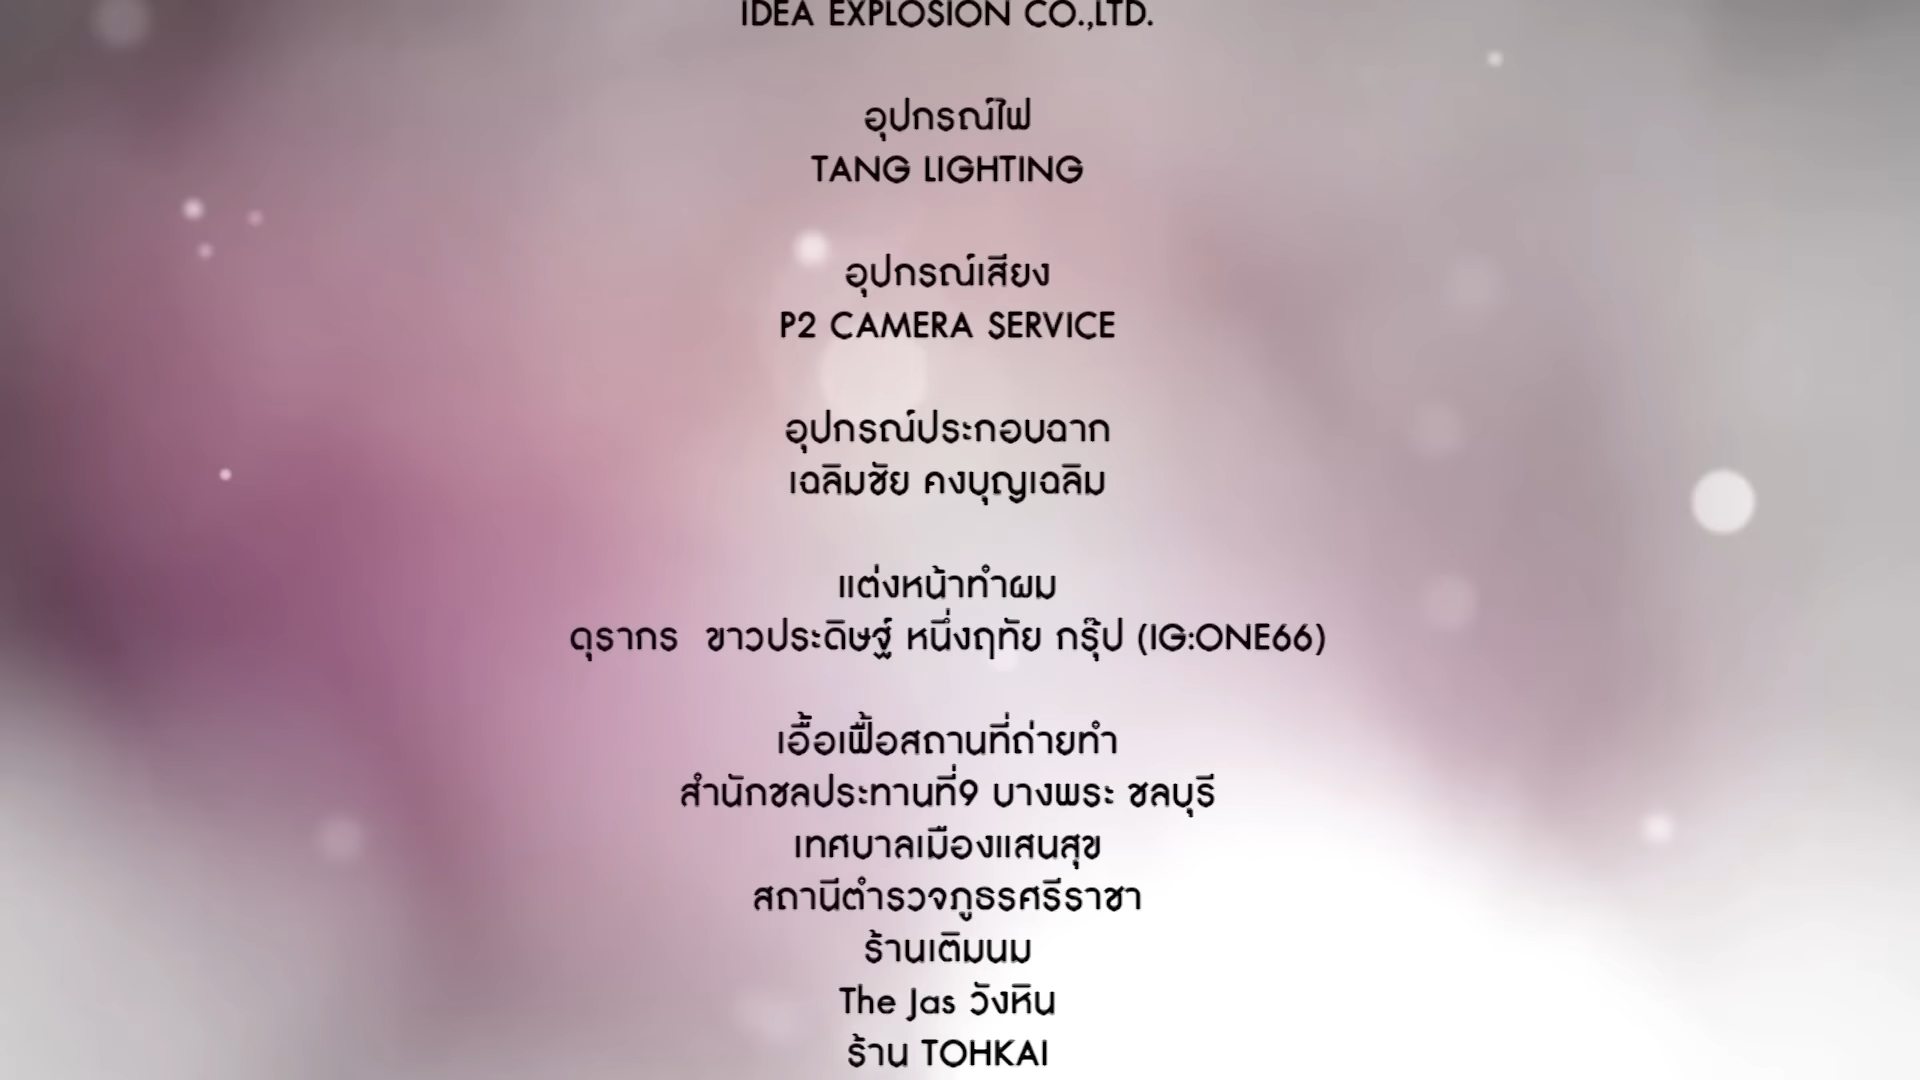 IDEA EXPLOSION CO.,LTD.
อุปกรณ์ไฟ
TANG LIGHTING
อุปกรณ์เสียง
P2 CAMERA SERVICE
อุปกรณ์ประกอบฉาก
เฉลิมชัย คงบุญเฉลิม
แต่งหน้าทำผม
ดุรากร  ขาวประดิษฐ์ หนึ่งฤทัย กรุ๊ป (IG:ONE66)
เอื้อเฟื้อสถานที่ถ่ายทำ
สำนักชลประทานที่9 บางพระ ชลบุรี
เทศบาลเมืองแสนสุข
สถานีตำรวจภูธรศรีราชา
ร้านเติมนม
The Jas วังหิน
ร้าน TOHKAI